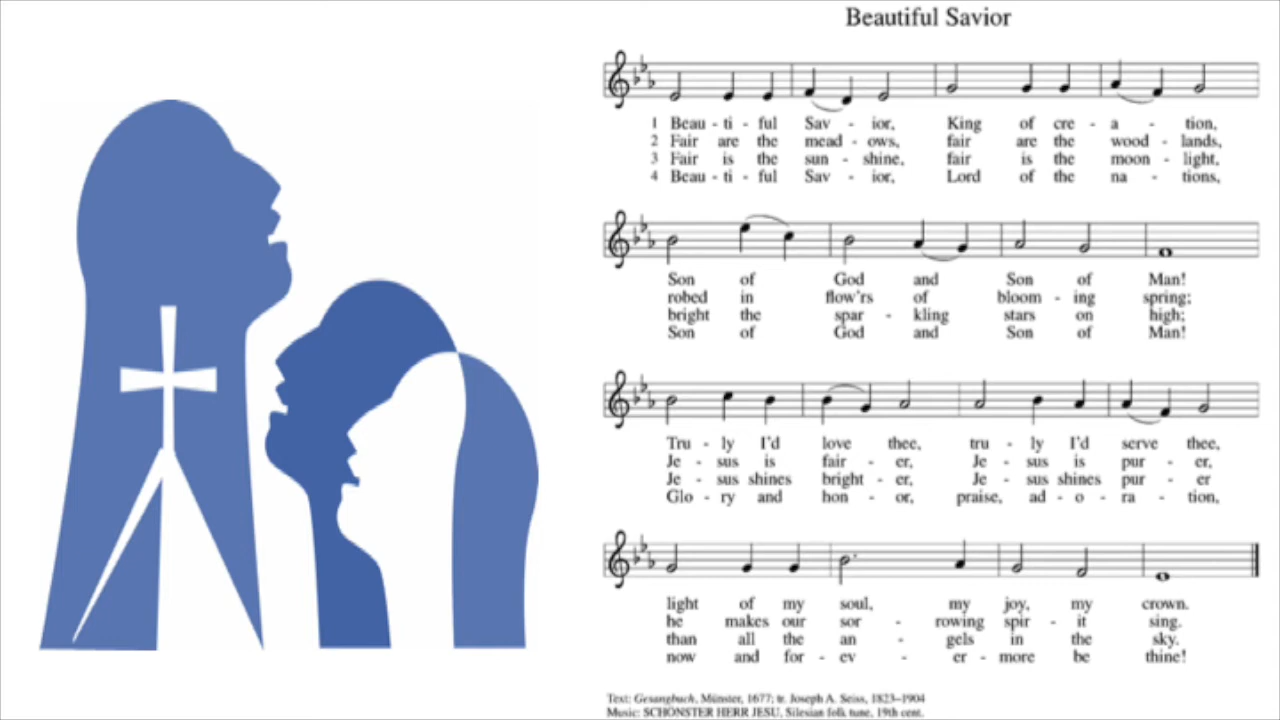 Beautiful Savior
1 Beau - ti - ful Sav - ior, King of cre - a - tion,
2 Fair are the mead - ows, fair are the wood - lands,
3 Fair is the sun - shine, fair is the moon - light,
4 Beau - ti - ful Sav - ior, Lord of the na - tions,
Son of God and Son of Man!
robed in flow'rs of bloom - ing spring;
bright the spar - kling stars on high;
Son of God and Son of Man!
Tru - ly I'd love thee, tru - ly I'd serve thee,
Je - sus is fair - er, Je - sus is pur - er,
Je - sus shines bright - er, Je - sus shines pur - er
Glo - ry and hon - or, praise, ad - o - ra - tion,
light of my soul, my joy, my crown.
he makes our sor - rowing spir - it sing.
than all the an - gels in the sky.
now and for - ev - er - more be thine!
Text: Gesangbuch, Münster, 1677; tr. Joseph A. Seiss, 1823–1904
Music: SCHÖNSTER HERR JESU, Silesian folk tune, 19th cent.